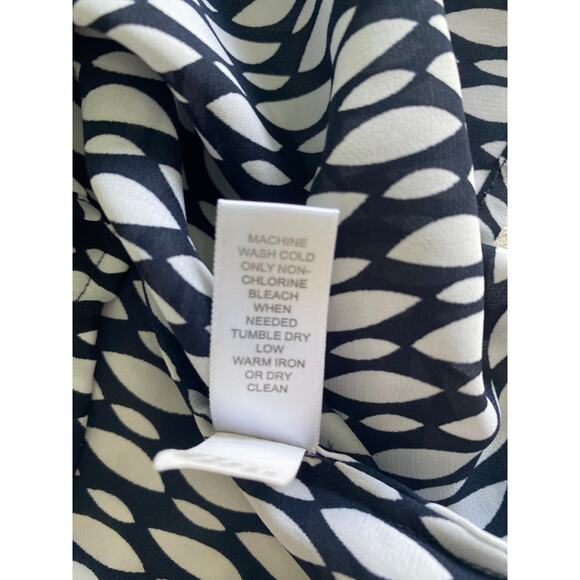 MACHINE
WASH COLD
ONLY NON-
CHLORINE
BLEACH
WHEN
NEEDED
TUMBLE DRY
LOW
WARM IRON
OR DRY
CLEAN